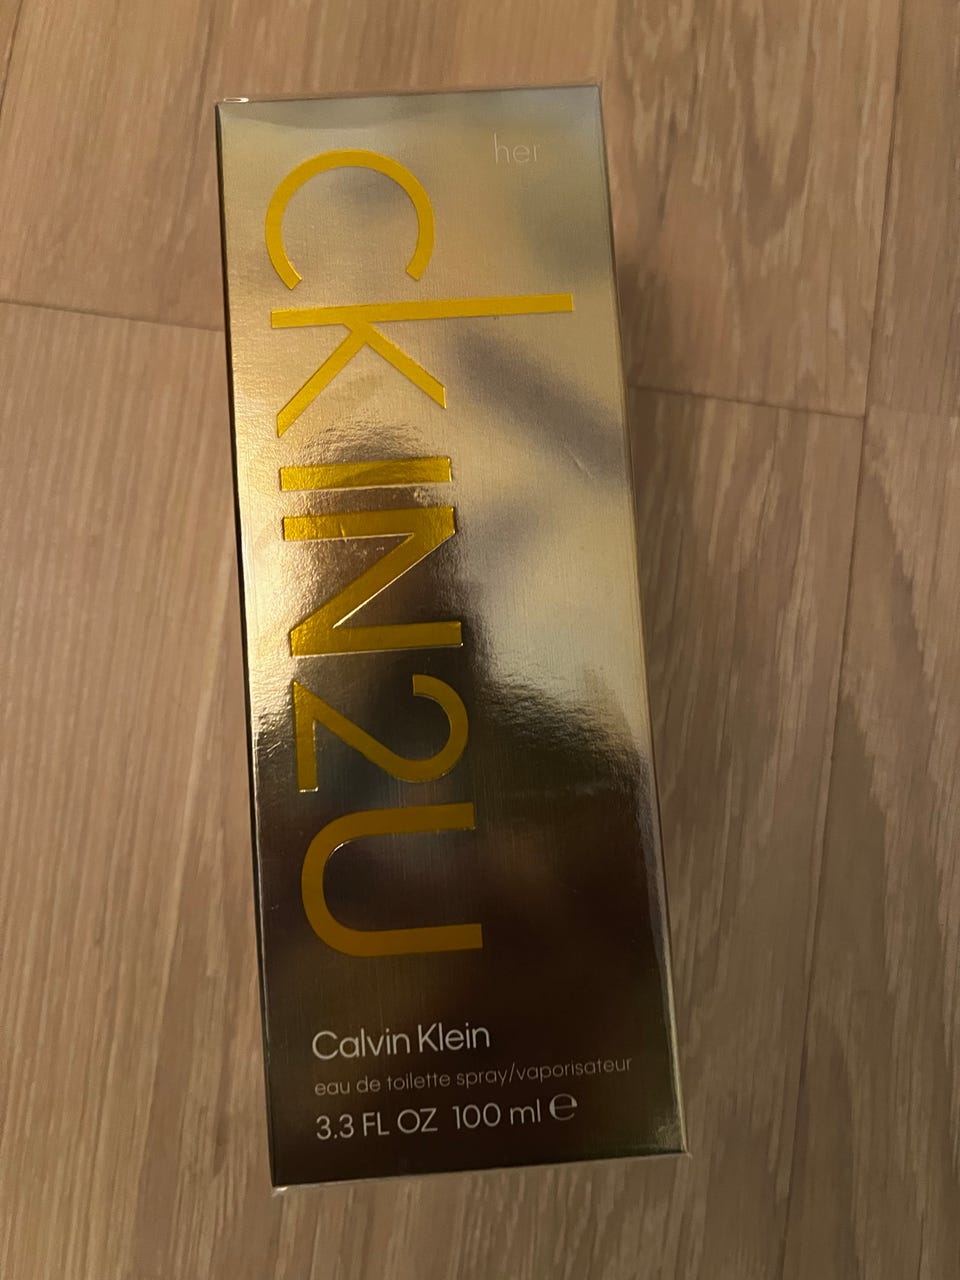 her
ckIN2U
Calvin Klein
eau de toilette spray/vaporisateur
3.3 FL OZ 100 ml ℮